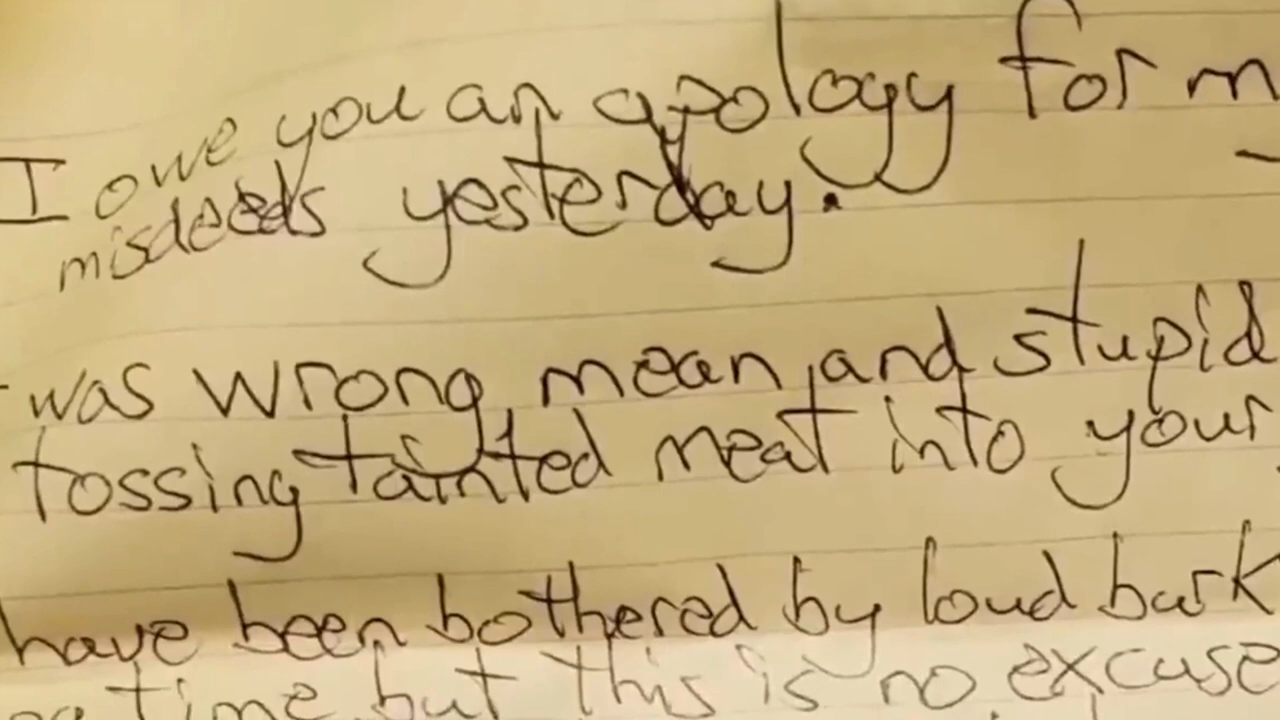 I owe you an apology for m
misdeeds yesterday.
was wrong, mean, and stupid
tossing tainted meat into your
have been bothered by loud bark
time, but this is no excuse